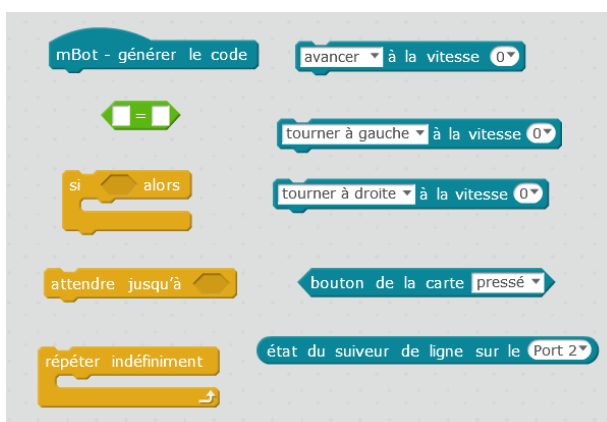 mBot - générer le code
avancer à la vitesse 0
=
tourner à gauche à la vitesse 0
si alors
tourner à droite à la vitesse 0
attendre jusqu'à
bouton de la carte pressé
répéter indéfiniment
état du suiveur de ligne sur le Port 2